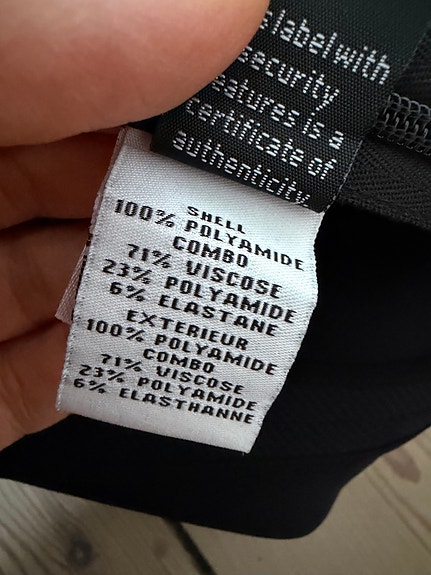 label with
security
features is a
certificate of
authenticity.
SHELL
100% POLYAMIDE
COMBO
71% VISCOSE
23% POLYAMIDE
6% ELASTANE
EXTERIEUR
100% POLYAMIDE
COMBO
71% VISCOSE
23% POLYAMIDE
6% ELASTHANNE